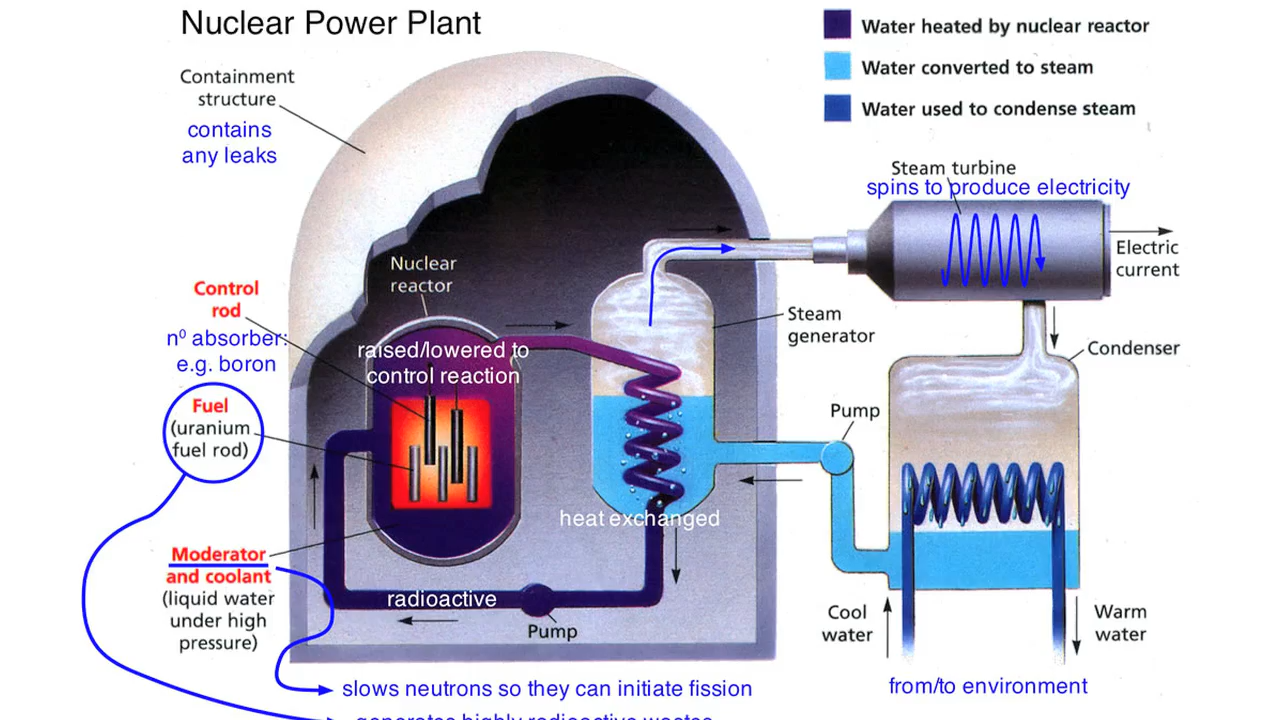 Nuclear Power Plant
Water heated by nuclear reactor
Water converted to steam
Water used to condense steam
Containment
structure
contains
any leaks
Steam turbine
spins to produce electricity
Electric
current
Nuclear
reactor
Control
rod
n⁰ absorber:
e.g. boron
raised/lowered to
control reaction
Steam
generator
Condenser
Fuel
(uranium
fuel rod)
Pump
heat exchanged
Moderator
and coolant
(liquid water
under high
pressure)
radioactive
Pump
Cool
water
Warm
water
from/to environment
slows neutrons so they can initiate fission
generates highly radioactive wastes